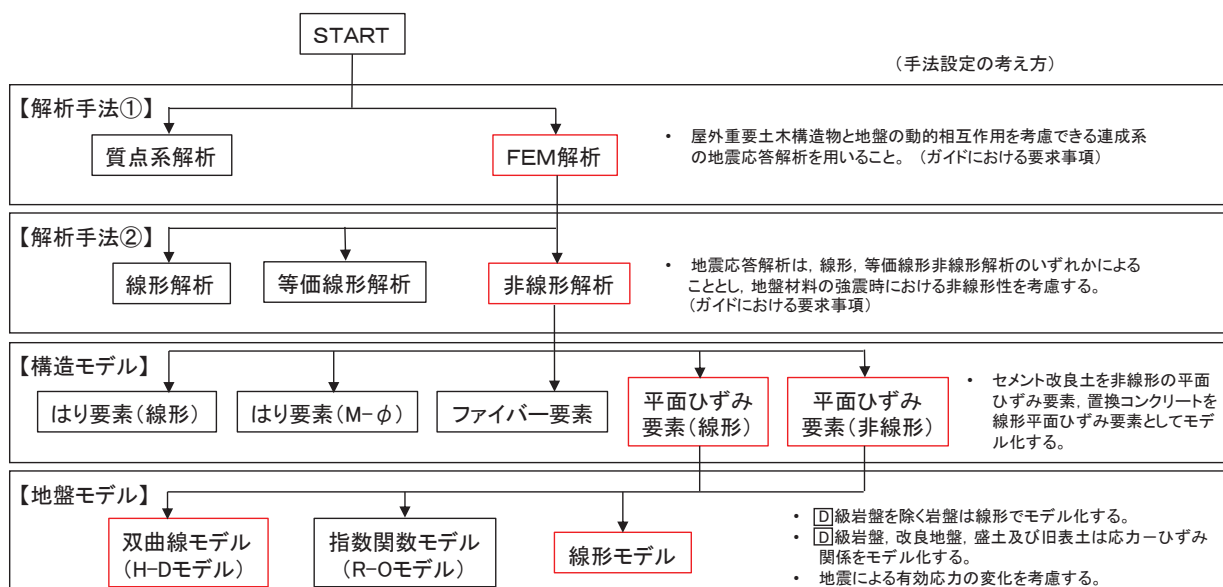 START
(手法設定の考え方)
【解析手法①】
質点系解析
FEM解析
・ 屋外重要土木構造物と地盤の動的相互作用を考慮できる連成系
の地震応答解析を用いること。(ガイドにおける要求事項)
【解析手法②】
線形解析
等価線形解析
非線形解析
・ 地震応答解析は,線形,等価線形非線形解析のいずれかによる
こととし,地盤材料の強震時における非線形性を考慮する。
(ガイドにおける要求事項)
【構造モデル】
はり要素(線形)
はり要素(M-φ)
ファイバー要素
平面ひずみ
要素(線形)
平面ひずみ
要素(非線形)
・ セメント改良土を非線形の平面
ひずみ要素,置換コンクリートを
線形平面ひずみ要素としてモデ
ル化する。
【地盤モデル】
双曲線モデル
(H-Dモデル)
指数関数モデル
(R-Oモデル)
線形モデル
・ D級岩盤を除く岩盤は線形でモデル化する。
・ D級岩盤,改良地盤,盛土及び旧表土は応力-ひずみ
関係をモデル化する。
・ 地震による有効応力の変化を考慮する。